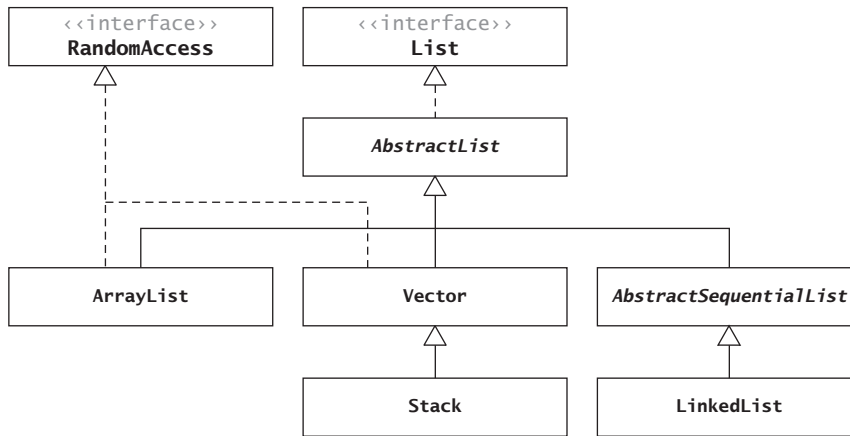 ‹‹interface››
RandomAccess
‹‹interface››
List
AbstractList
ArrayList
Vector
AbstractSequentialList
Stack
LinkedList